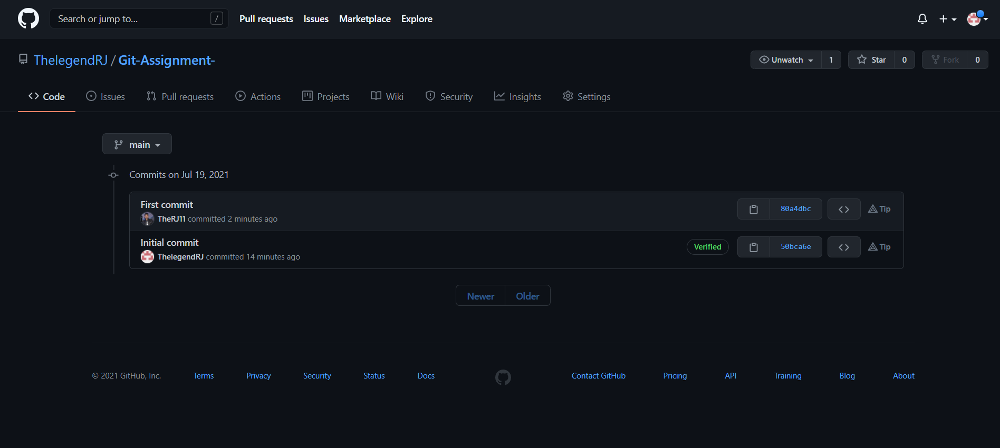 Search or jump to... /
Pull requests Issues Marketplace Explore
ThelegendRJ / Git-Assignment-
Unwatch 1 Star 0 Fork 0
Code Issues Pull requests Actions Projects Wiki Security Insights Settings
main
Commits on Jul 19, 2021
First commit
TheRJ11 committed 2 minutes ago
80a4dbc Tip
Initial commit
ThelegendRJ committed 14 minutes ago
Verified 50bca6e Tip
Newer Older
© 2021 GitHub, Inc. Terms Privacy Security Status Docs Contact GitHub Pricing API Training Blog About